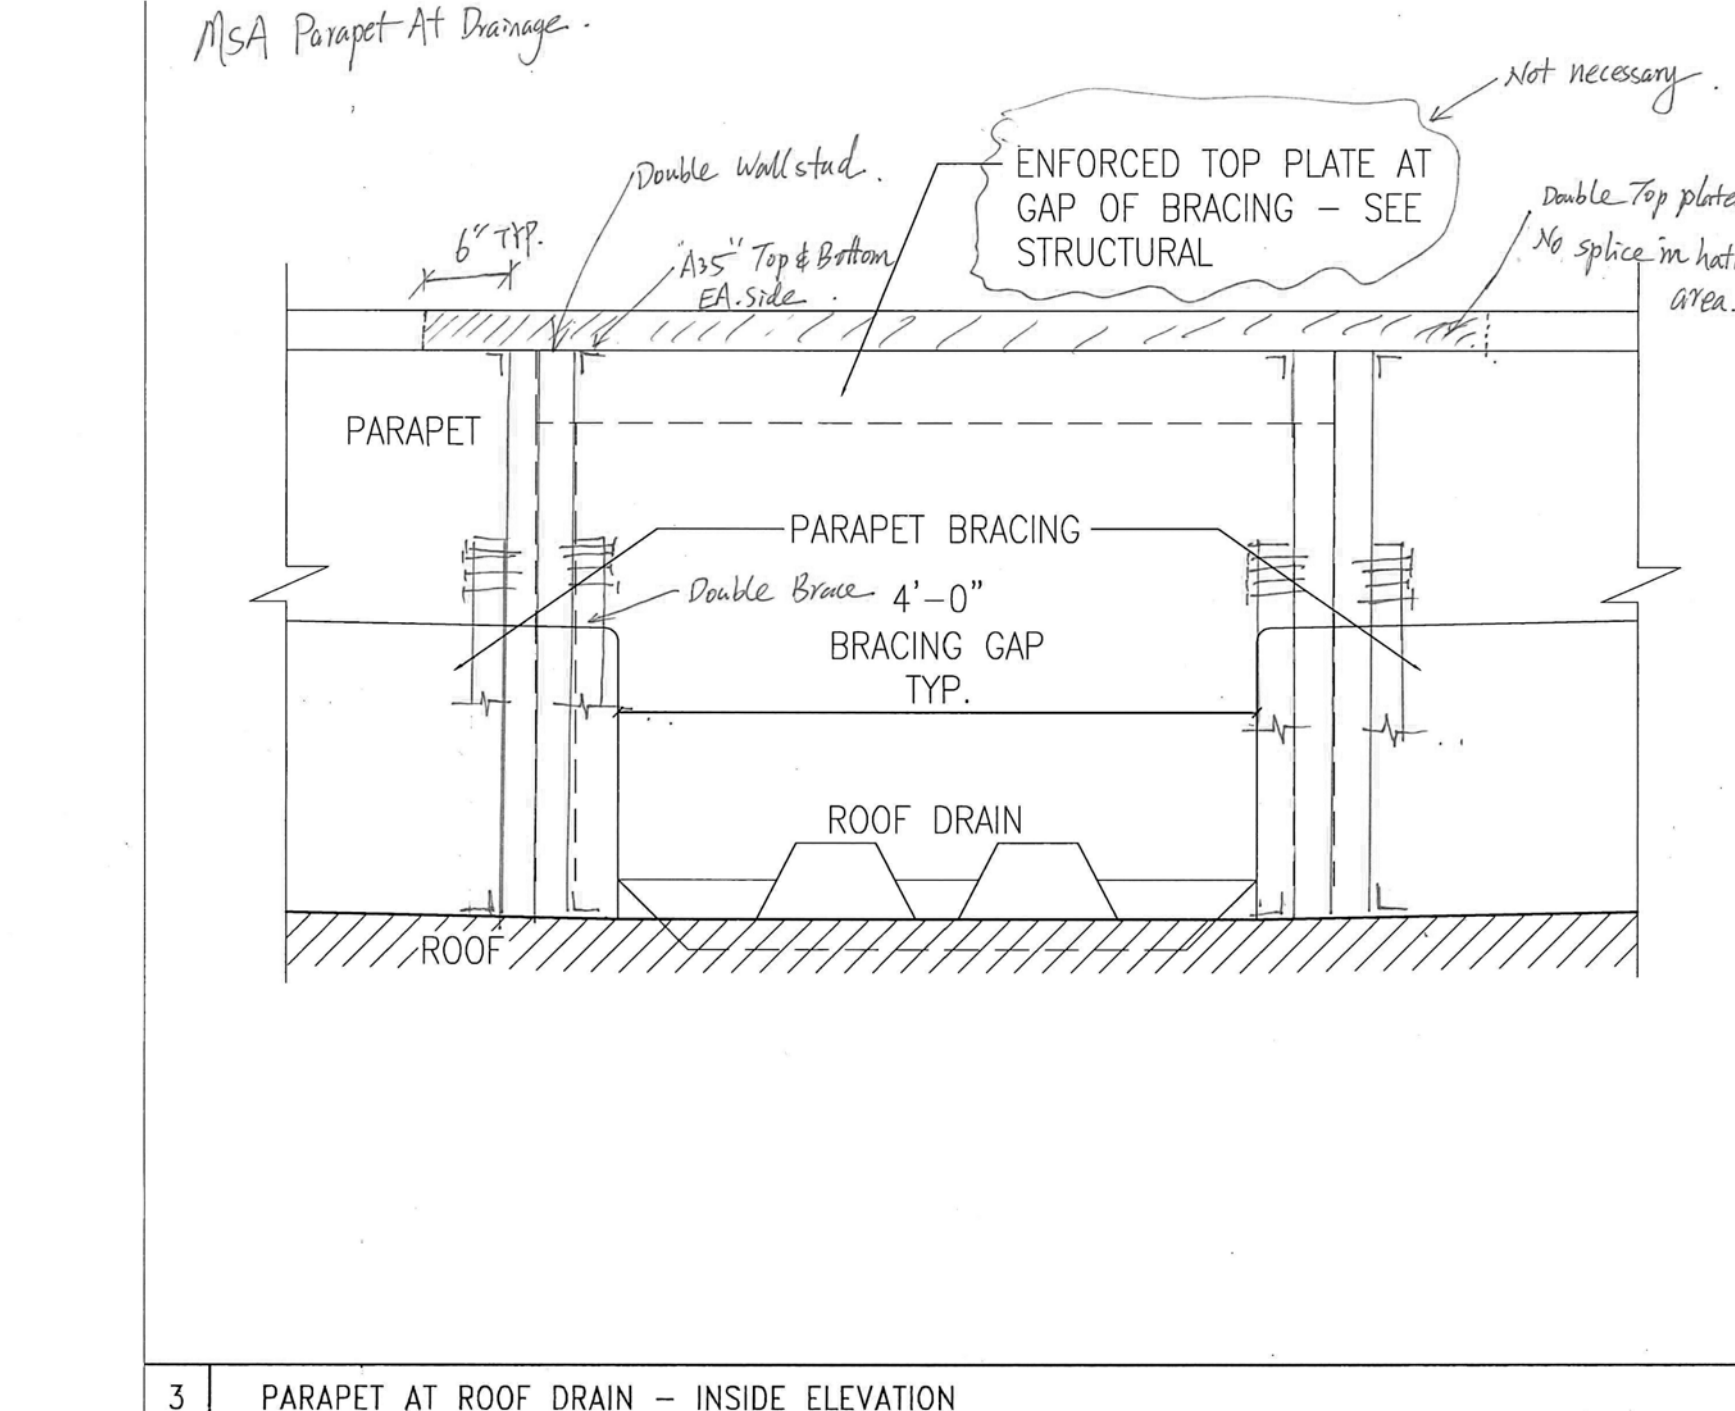 MSA Parapet At Drainage.
Not necessary.
Double Wall stud.
ENFORCED TOP PLATE AT
GAP OF BRACING – SEE
STRUCTURAL
Double Top plate
No splice in
area.
6" TYP.
"A35" Top & Bottom
EA. side.
PARAPET
PARAPET BRACING
Double Brace
4'-0"
BRACING GAP
TYP.
ROOF DRAIN
ROOF
3 PARAPET AT ROOF DRAIN – INSIDE ELEVATION